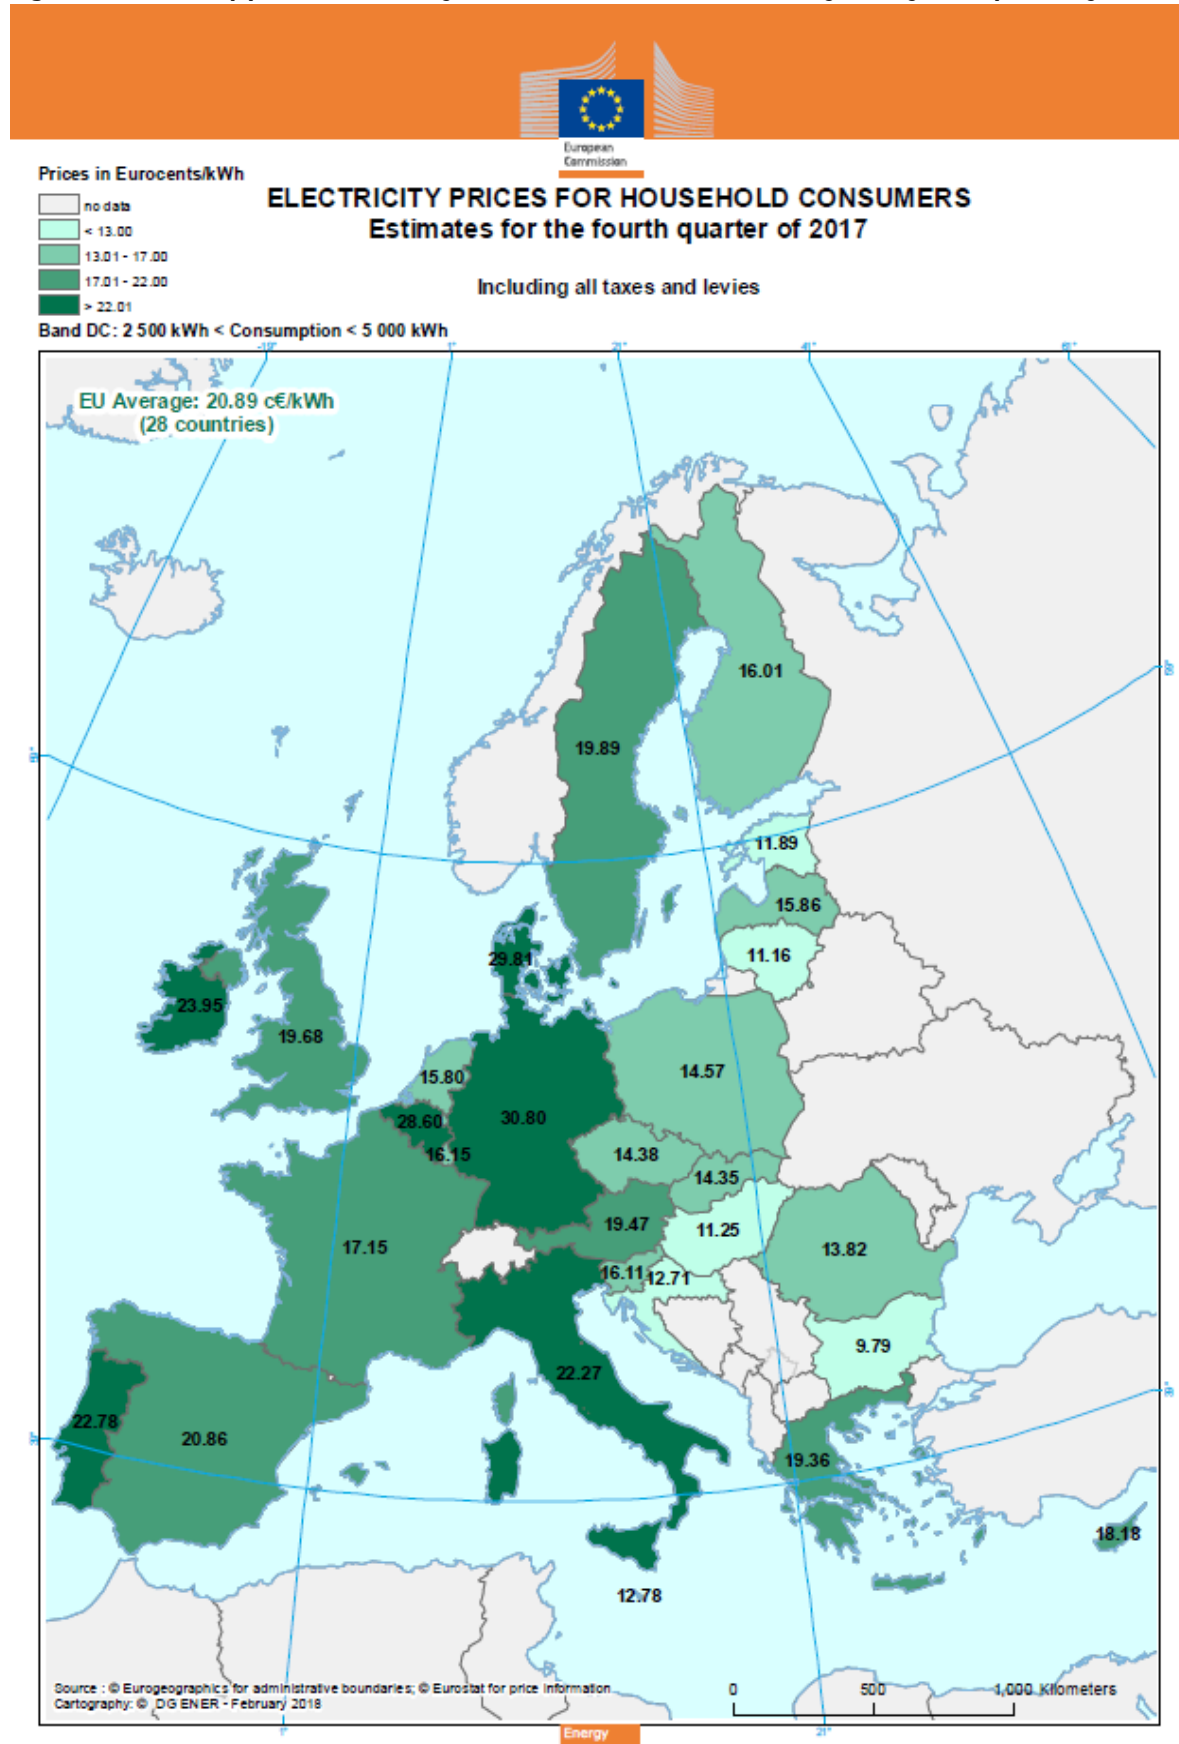 European
Commission
Prices in Eurocents/kWh
no data
< 13.00
13.01 - 17.00
17.01 - 22.00
> 22.01
ELECTRICITY PRICES FOR HOUSEHOLD CONSUMERS
Estimates for the fourth quarter of 2017
Including all taxes and levies
Band DC: 2 500 kWh < Consumption < 5 000 kWh
1° 21° 41°
EU Average: 20.89 c€/kWh
(28 countries)
16.01
19.89
11.89
15.86
11.16
29.81
23.95
19.68
15.80
14.57
30.80
28.60
16.15
14.38
14.35
19.47
11.25
17.15
13.82
16.11
12.71
9.79
22.27
22.78
20.86
19.36
18.18
12.78
Source : © Eurogeographics for administrative boundaries; © Eurostat for price information
Cartography: © DG ENER - February 2018
0 500 1,000 Kilometers
1° 21°
Energy